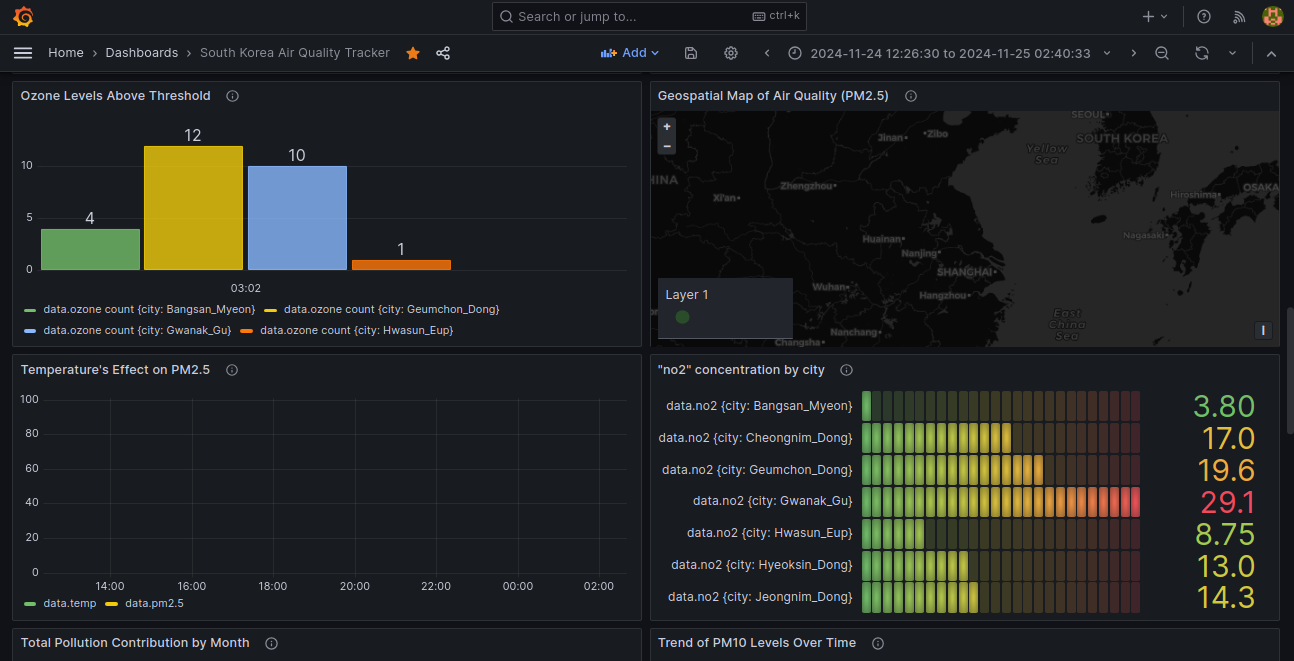 Search or jump to... ctrl+k
Home › Dashboards › South Korea Air Quality Tracker Add 2024-11-24 12:26:30 to 2024-11-25 02:40:33
Ozone Levels Above Threshold
12
10
4
1
10
5
0
03:02
data.ozone count {city: Bangsan_Myeon} data.ozone count {city: Geumchon_Dong}
data.ozone count {city: Gwanak_Gu} data.ozone count {city: Hwasun_Eup}
Geospatial Map of Air Quality (PM2.5)
+
−
SEOUL
SOUTH KOREA
Jinan
Zibo
Yellow
Sea
HINA
Zhengzhou
Xi'an
Hiroshima
OSAKA
Nagasaki
Huainan
Nanjing
SHANGHAI
Wuhan
Hangzhou
East
China
Sea
Nanchang
Changsha
Layer 1
i
Temperature's Effect on PM2.5
100
80
60
40
20
0
14:00 16:00 18:00 20:00 22:00 00:00 02:00
data.temp data.pm2.5
"no2" concentration by city
data.no2 {city: Bangsan_Myeon} 3.80
data.no2 {city: Cheongnim_Dong} 17.0
data.no2 {city: Geumchon_Dong} 19.6
data.no2 {city: Gwanak_Gu} 29.1
data.no2 {city: Hwasun_Eup} 8.75
data.no2 {city: Hyeoksin_Dong} 13.0
data.no2 {city: Jeongnim_Dong} 14.3
Total Pollution Contribution by Month
Trend of PM10 Levels Over Time